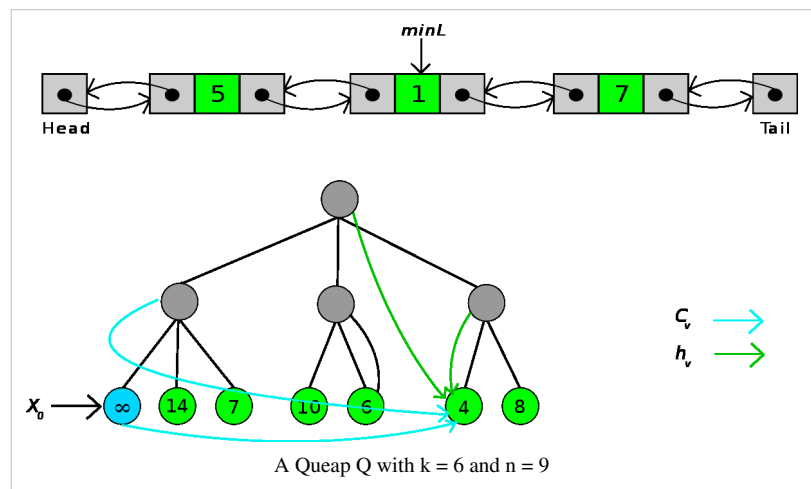 minL
5 1 7
Head Tail
C_v
h_v
X_0 ∞ 14 7 10 6 4 8
A Queap Q with k = 6 and n = 9